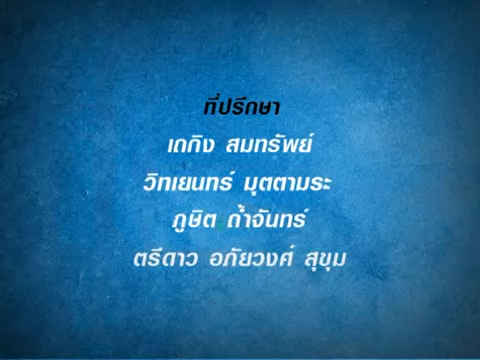 ที่ปรึกษา
เถกิง สมทรัพย์
วิทเยนทร์ มุตตามระ
ภูษิต ถ้ำจันทร์
ตรีดาว อภัยวงศ์ สุขุม